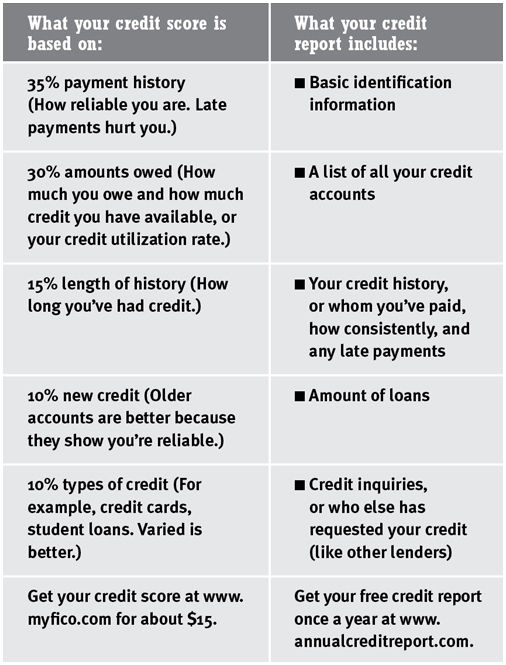 What your credit score is
based on:
What your credit
report includes:
35% payment history
(How reliable you are. Late
payments hurt you.)
■ Basic identification
information
30% amounts owed (How
much you owe and how much
credit you have available, or
your credit utilization rate.)
■ A list of all your credit
accounts
15% length of history (How
long you’ve had credit.)
■ Your credit history,
or whom you’ve paid,
how consistently, and
any late payments
10% new credit (Older
accounts are better because
they show you’re reliable.)
■ Amount of loans
10% types of credit (For
example, credit cards,
student loans. Varied is
better.)
■ Credit inquiries,
or who else has
requested your credit
(like other lenders)
Get your credit score at www.
myfico.com for about $15.
Get your free credit report
once a year at www.
annualcreditreport.com.